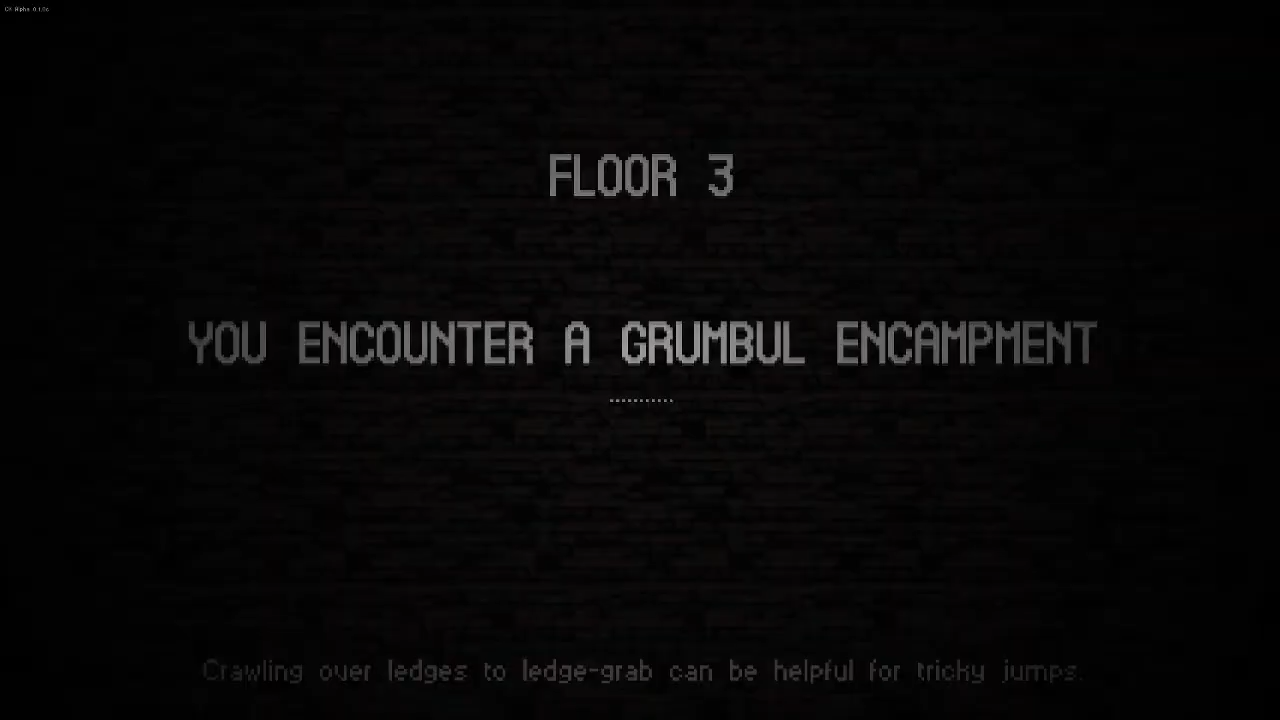 FLOOR 3
YOU ENCOUNTER A GRUMBUL ENCAMPMENT
...........
Crawling over ledges to ledge-grab can be helpful for tricky jumps.